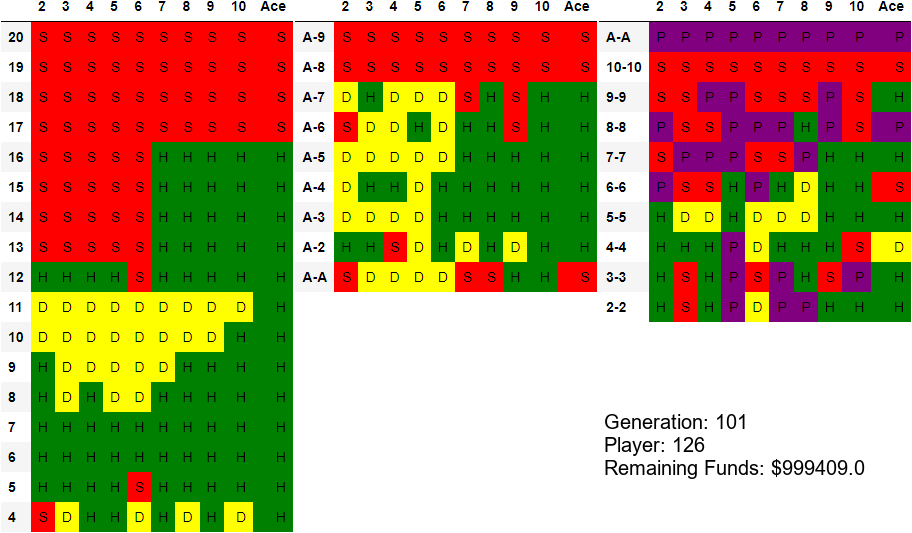 2 3 4 5 6 7 8 9 10 Ace 2 3 4 5 6 7 8 9 10 Ace 2 3 4 5 6 7 8 9 10 Ace
20 S S S S S S S S S S A-9 S S S S S S S S S S A-A P P P P P P P P P P
19 S S S S S S S S S S A-8 S S S S S S S S S S 10-10 S S S S S S S S S S
18 S S S S S S S S S S A-7 D H D D D S H S H H 9-9 S S P P S S S P S H
17 S S S S S S S S S S A-6 S D D H D H H S H H 8-8 P S S P P P H P S P
16 S S S S S H H H H H A-5 D D D D D H H H H H 7-7 S P P P S S P H H H
15 S S S S S H H H H H A-4 D H H D H H H H H H 6-6 P S S H P H D H H S
14 S S S S S H H H H H A-3 D D D D H H H H H H 5-5 H D D H D D D H H H
13 S S S S S H H H H H A-2 H H S D H D H D H H 4-4 H H H P D H H H S D
12 H H H H S H H H H H A-A S D D D D S S H H S 3-3 H S H P S P H S P H
11 D D D D D D D D D H 2-2 H S H P D P P H H H
10 D D D D D D D D H H
9 H D D D D D H H H H
8 H D H D D H H H H H
7 H H H H H H H H H H
6 H H H H H H H H H H
5 H H H H S H H H H H
4 S D H H D H D H D H
Generation: 101
Player: 126
Remaining Funds: $999409.0